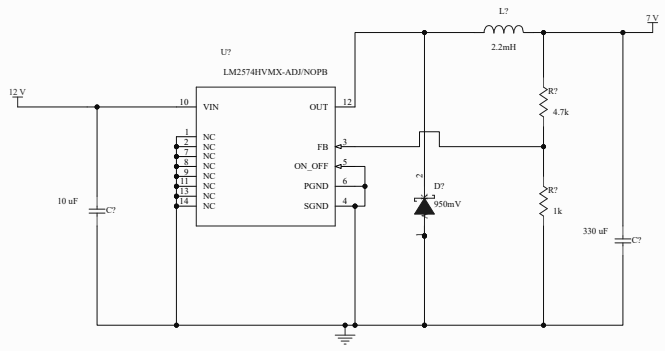 L?
7 V
2.2mH
U?
LM2574HVMX-ADJ/NOPB
12 V
10 VIN OUT 12
R?
4.7k
1 NC
2 NC FB 3
7 NC
8 NC ON_OFF 5
9 NC
11 NC PGND 6
13 NC
14 NC SGND 4
2
D?
950mV
1
R?
1k
10 uF
C?
330 uF
C?